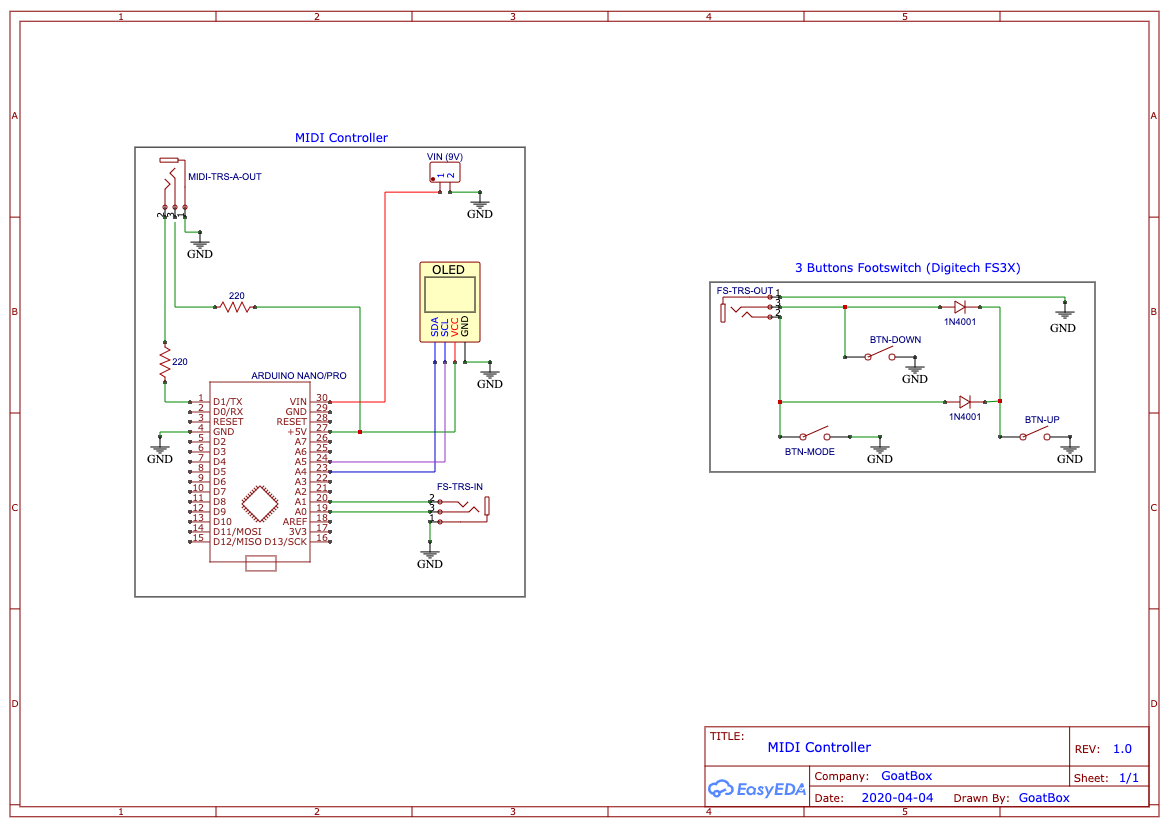 1 2 3 4 5
A A
B B
C C
D D
MIDI Controller
MIDI-TRS-A-OUT
2 3 1
GND
VIN (9V)
1 2
GND
220
220
OLED
SDA SCL VCC GND
GND
ARDUINO NANO/PRO
1 D1/TX VIN 30
2 D0/RX GND 29
3 RESET RESET 28
4 GND +5V 27
5 D2 A7 26
6 D3 A6 25
7 D4 A5 24
8 D5 A4 23
9 D6 A3 22
10 D7 A2 21
11 D8 A1 20
12 D9 A0 19
13 D10 AREF 18
14 D11/MOSI 3V3 17
15 D12/MISO D13/SCK 16
GND
FS-TRS-IN
2
3
1
GND
3 Buttons Footswitch (Digitech FS3X)
FS-TRS-OUT 1
3
2
1N4001
GND
BTN-DOWN
GND
1N4001
BTN-MODE
GND
BTN-UP
GND
TITLE:
MIDI Controller
REV: 1.0
EasyEDA
Company: GoatBox
Sheet: 1/1
Date: 2020-04-04 Drawn By: GoatBox
1 2 3 4 5